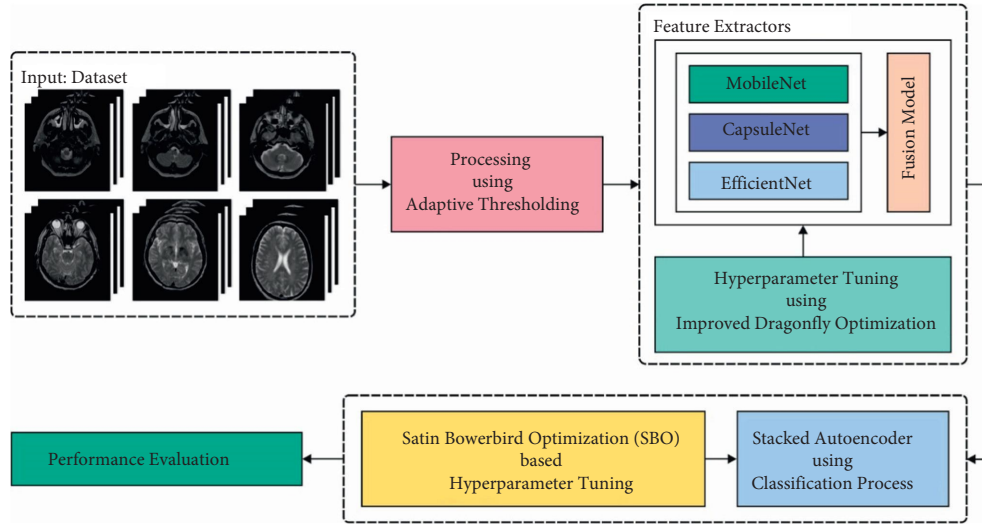 Input: Dataset
Processing
using
Adaptive Thresholding
Feature Extractors
MobileNet
CapsuleNet
EfficientNet
Fusion Model
Hyperparameter Tuning
using
Improved Dragonfly Optimization
Performance Evaluation
Satin Bowerbird Optimization (SBO)
based
Hyperparameter Tuning
Stacked Autoencoder
using
Classification Process